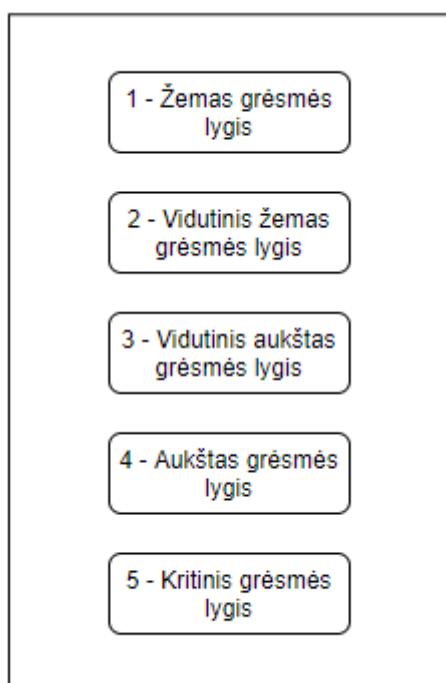 1 - Žemas grėsmės
lygis
2 - Vidutinis žemas
grėsmės lygis
3 - Vidutinis aukštas
grėsmės lygis
4 - Aukštas grėsmės
lygis
5 - Kritinis grėsmės
lygis